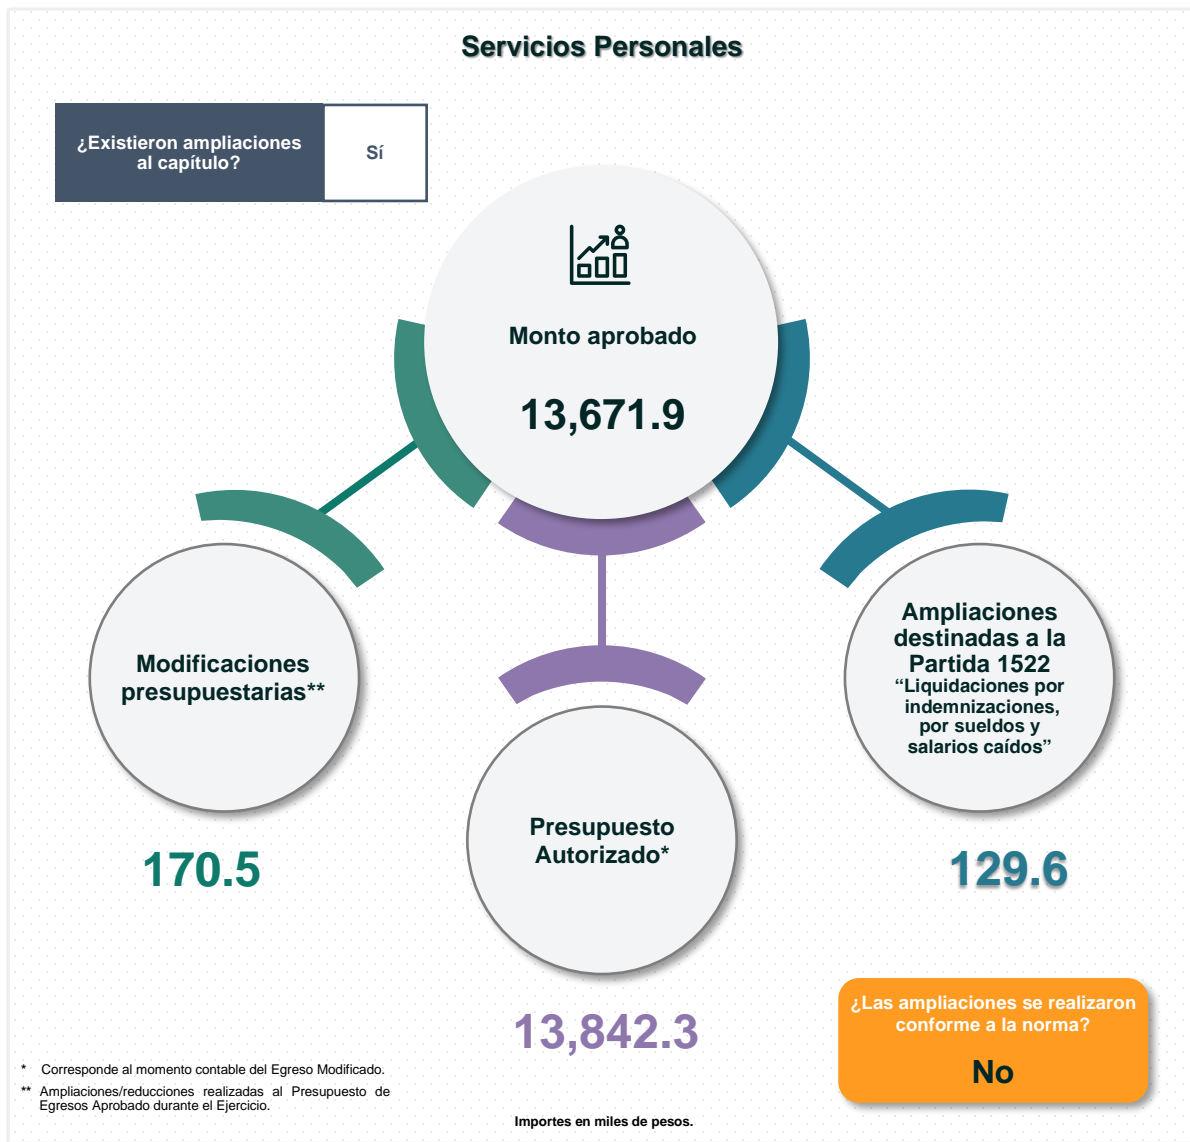 Servicios Personales
¿Existieron ampliaciones
al capítulo?
Sí
Monto aprobado
13,671.9
Modificaciones
presupuestarias**
170.5
Presupuesto
Autorizado*
13,842.3
Ampliaciones
destinadas a la
Partida 1522
“Liquidaciones por
indemnizaciones,
por sueldos y
salarios caídos”
129.6
¿Las ampliaciones se realizaron
conforme a la norma?
No
* Corresponde al momento contable del Egreso Modificado.
** Ampliaciones/reducciones realizadas al Presupuesto de
Egresos Aprobado durante el Ejercicio.
Importes en miles de pesos.